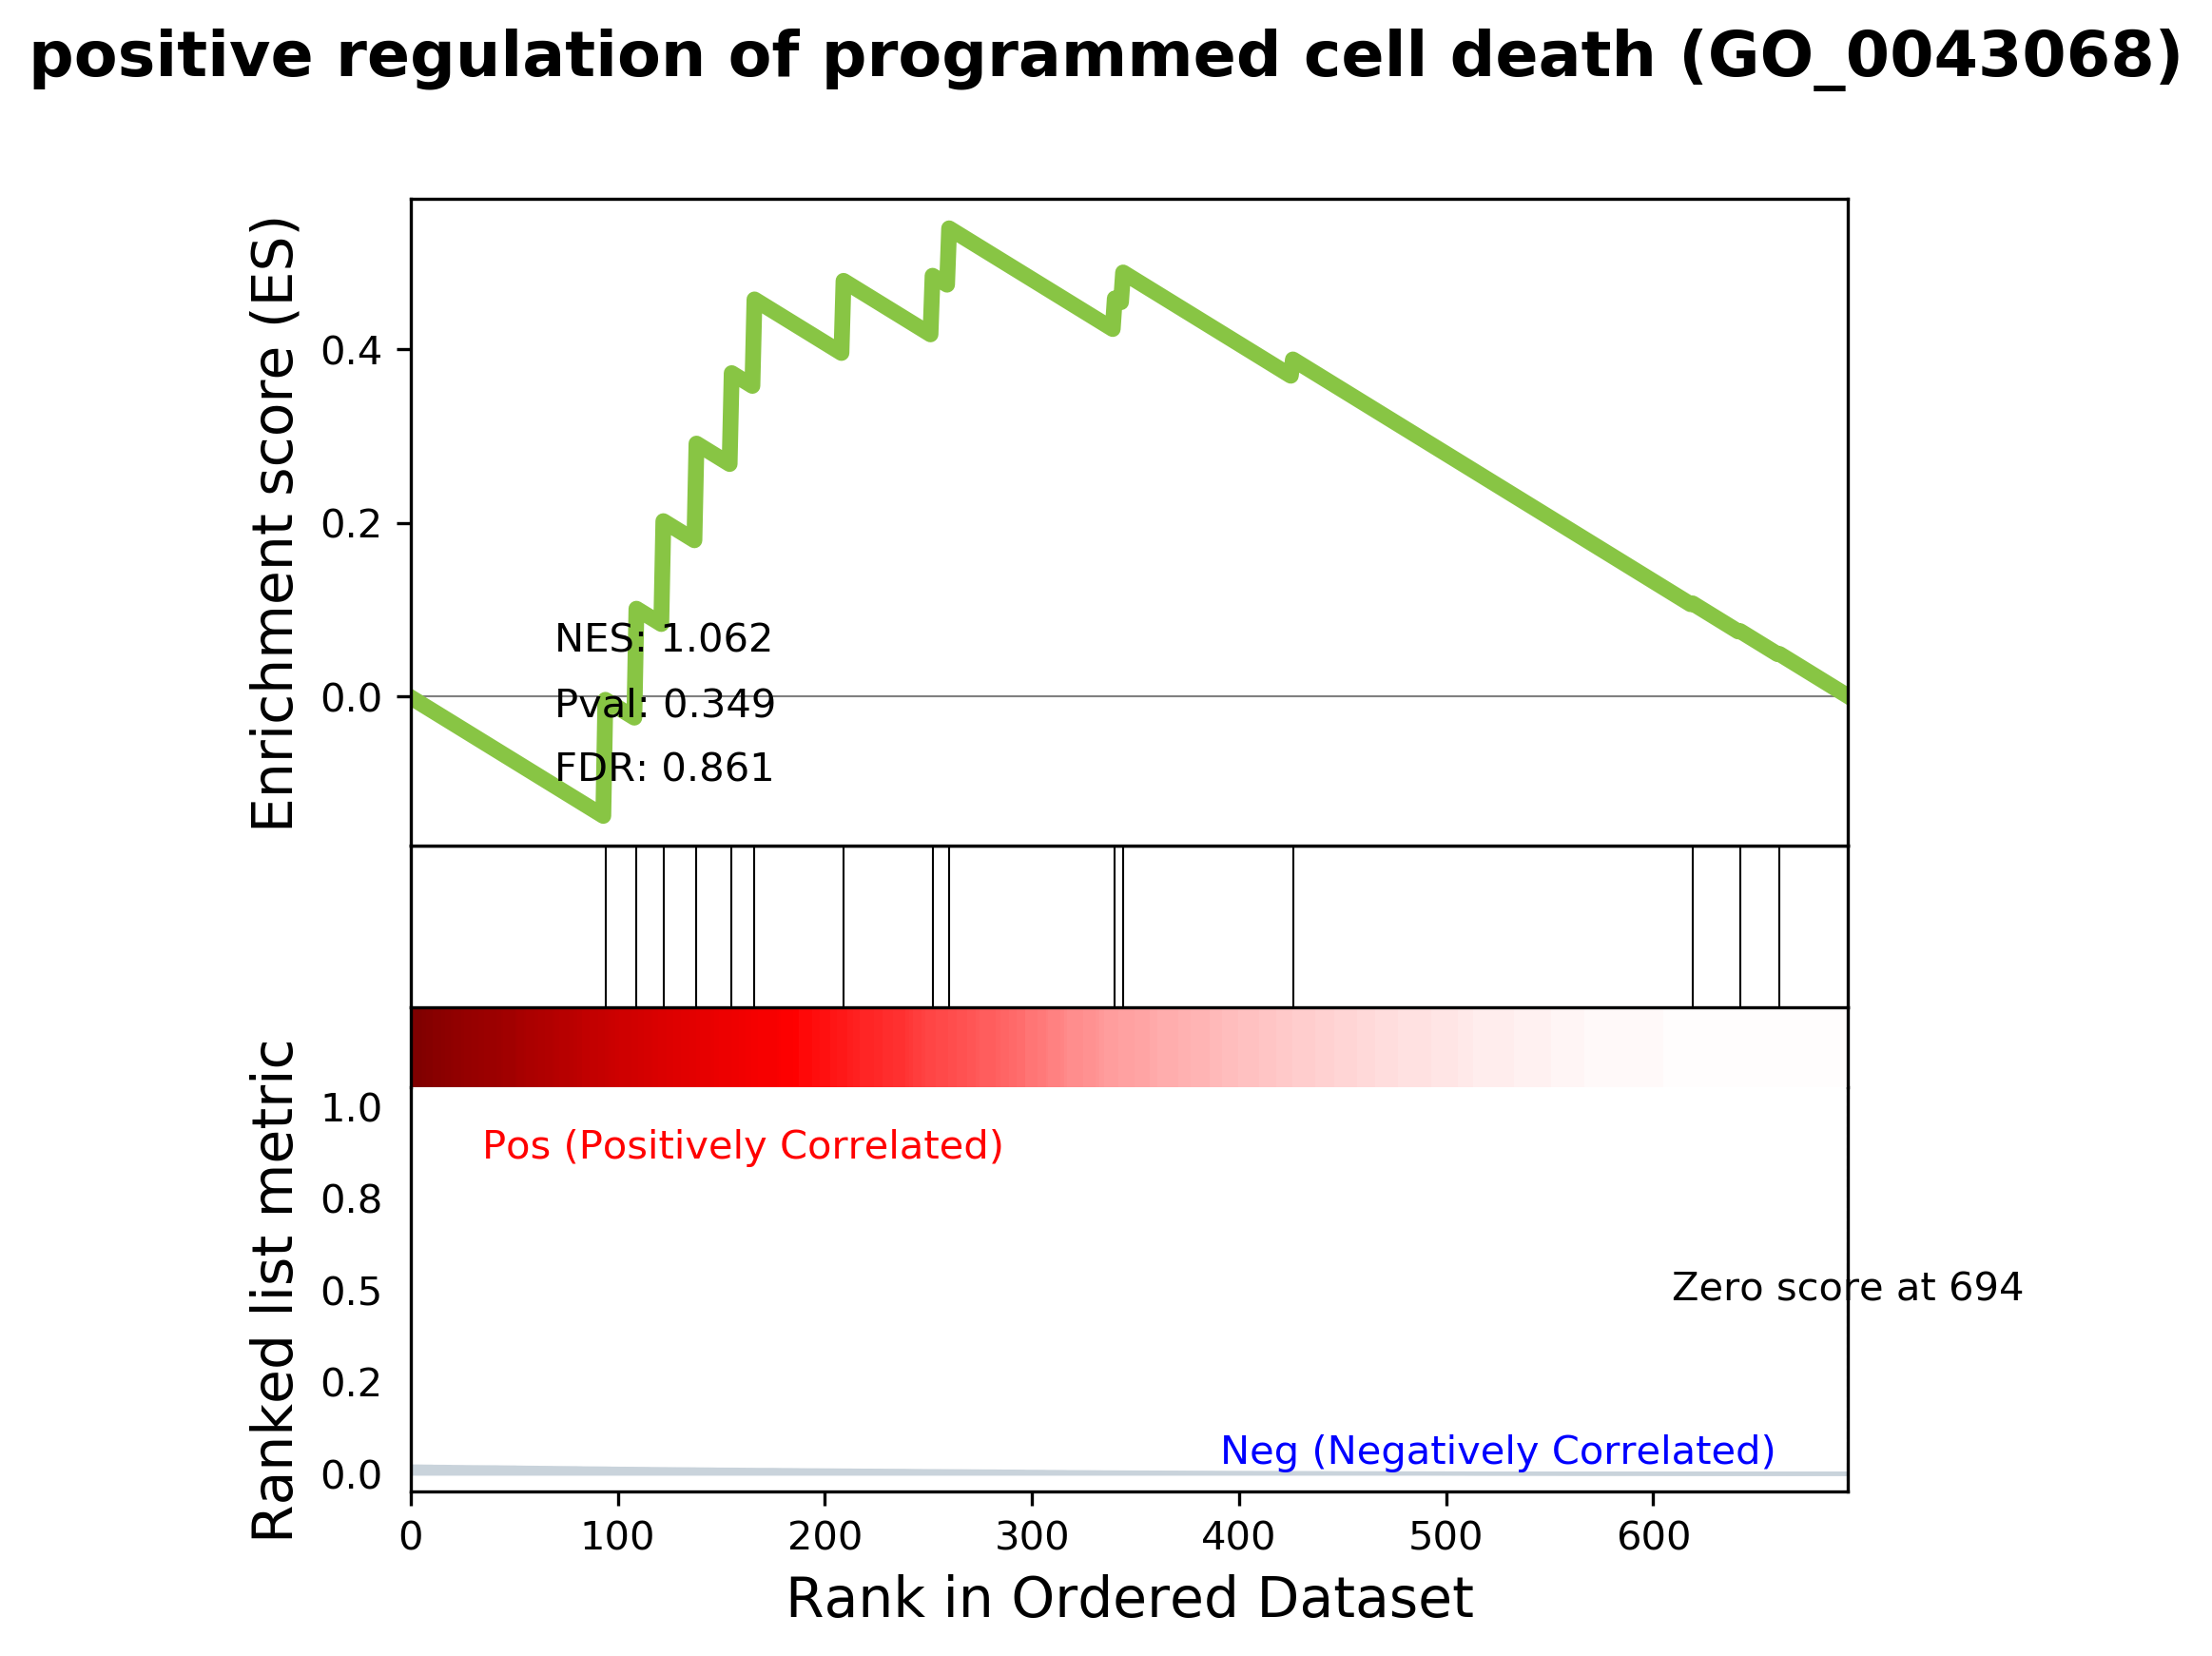 positive regulation of programmed cell death (GO_0043068)
Enrichment score (ES)
0.4
0.2
0.0
NES: 1.062
Pval: 0.349
FDR: 0.861
Ranked list metric
1.0
0.8
0.5
0.2
0.0
Pos (Positively Correlated)
Zero score at 694
Neg (Negatively Correlated)
0 100 200 300 400 500 600
Rank in Ordered Dataset